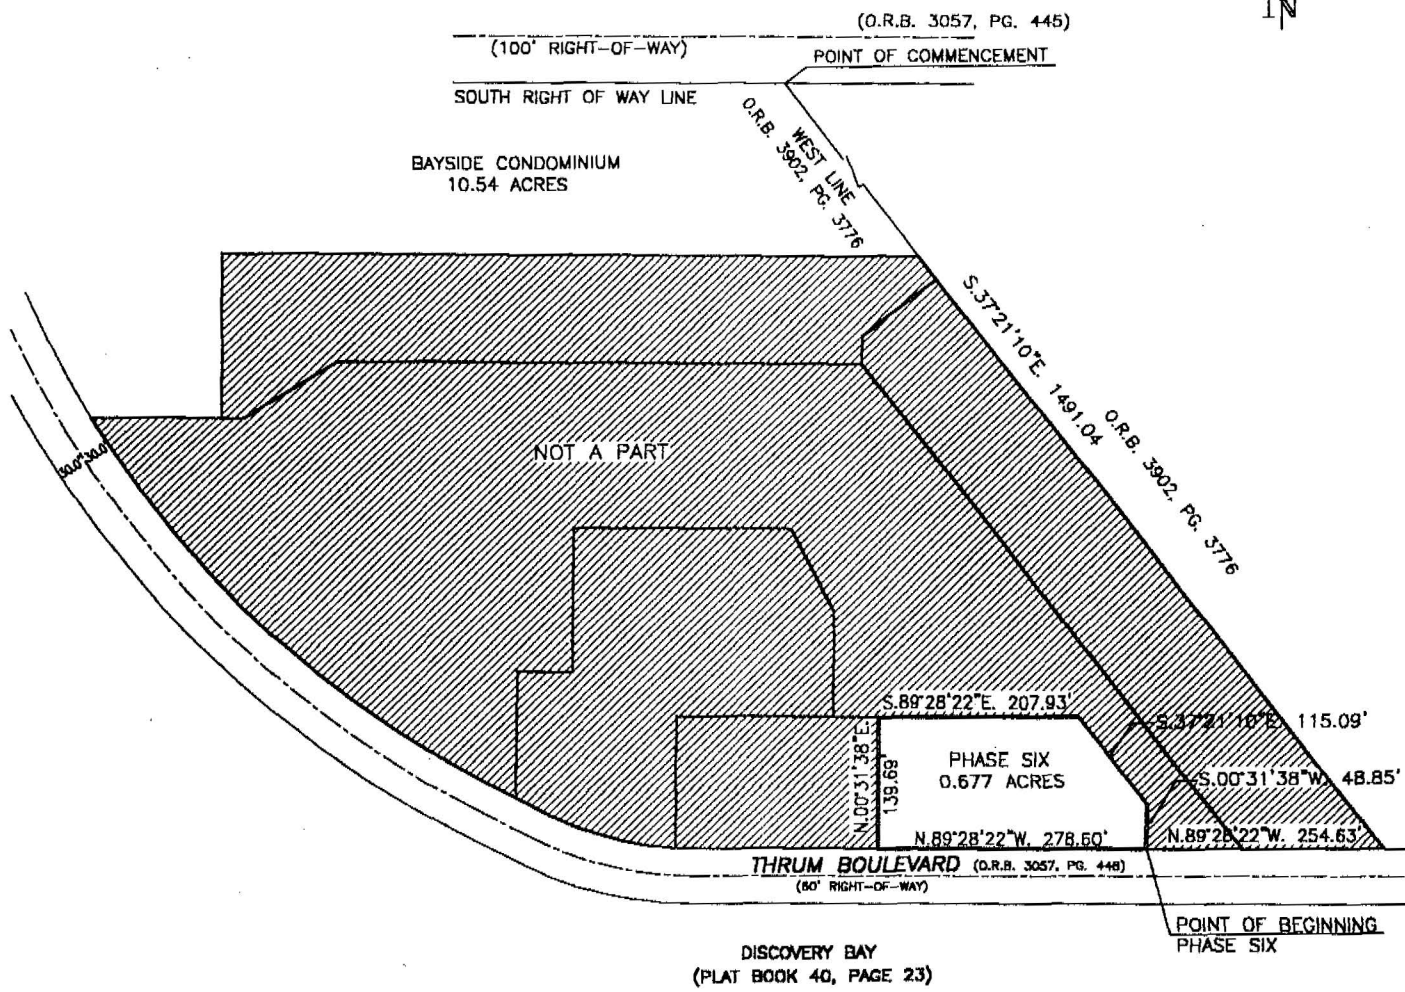 (O.R.B. 3057, PG. 445)
N
(100' RIGHT-OF-WAY)
POINT OF COMMENCEMENT
SOUTH RIGHT OF WAY LINE
WEST LINE
O.R.B. 3902, PG. 3776
BAYSIDE CONDOMINIUM
10.54 ACRES
S.37°21'10"E. 1491.04
O.R.B. 3902, PG. 3776
30.0' 30.0'
NOT A PART
S.89°28'22"E. 207.93'
S.37°21'10"E. 115.09'
N.00°31'38"E.
139.69'
PHASE SIX
0.677 ACRES
S.00°31'38"W. 48.85'
N.89°28'22"W. 278.60'
N.89°28'22"W. 254.63'
THRUM BOULEVARD (O.R.B. 3057, PG. 448)
(60' RIGHT-OF-WAY)
POINT OF BEGINNING
PHASE SIX
DISCOVERY BAY
(PLAT BOOK 40, PAGE 23)